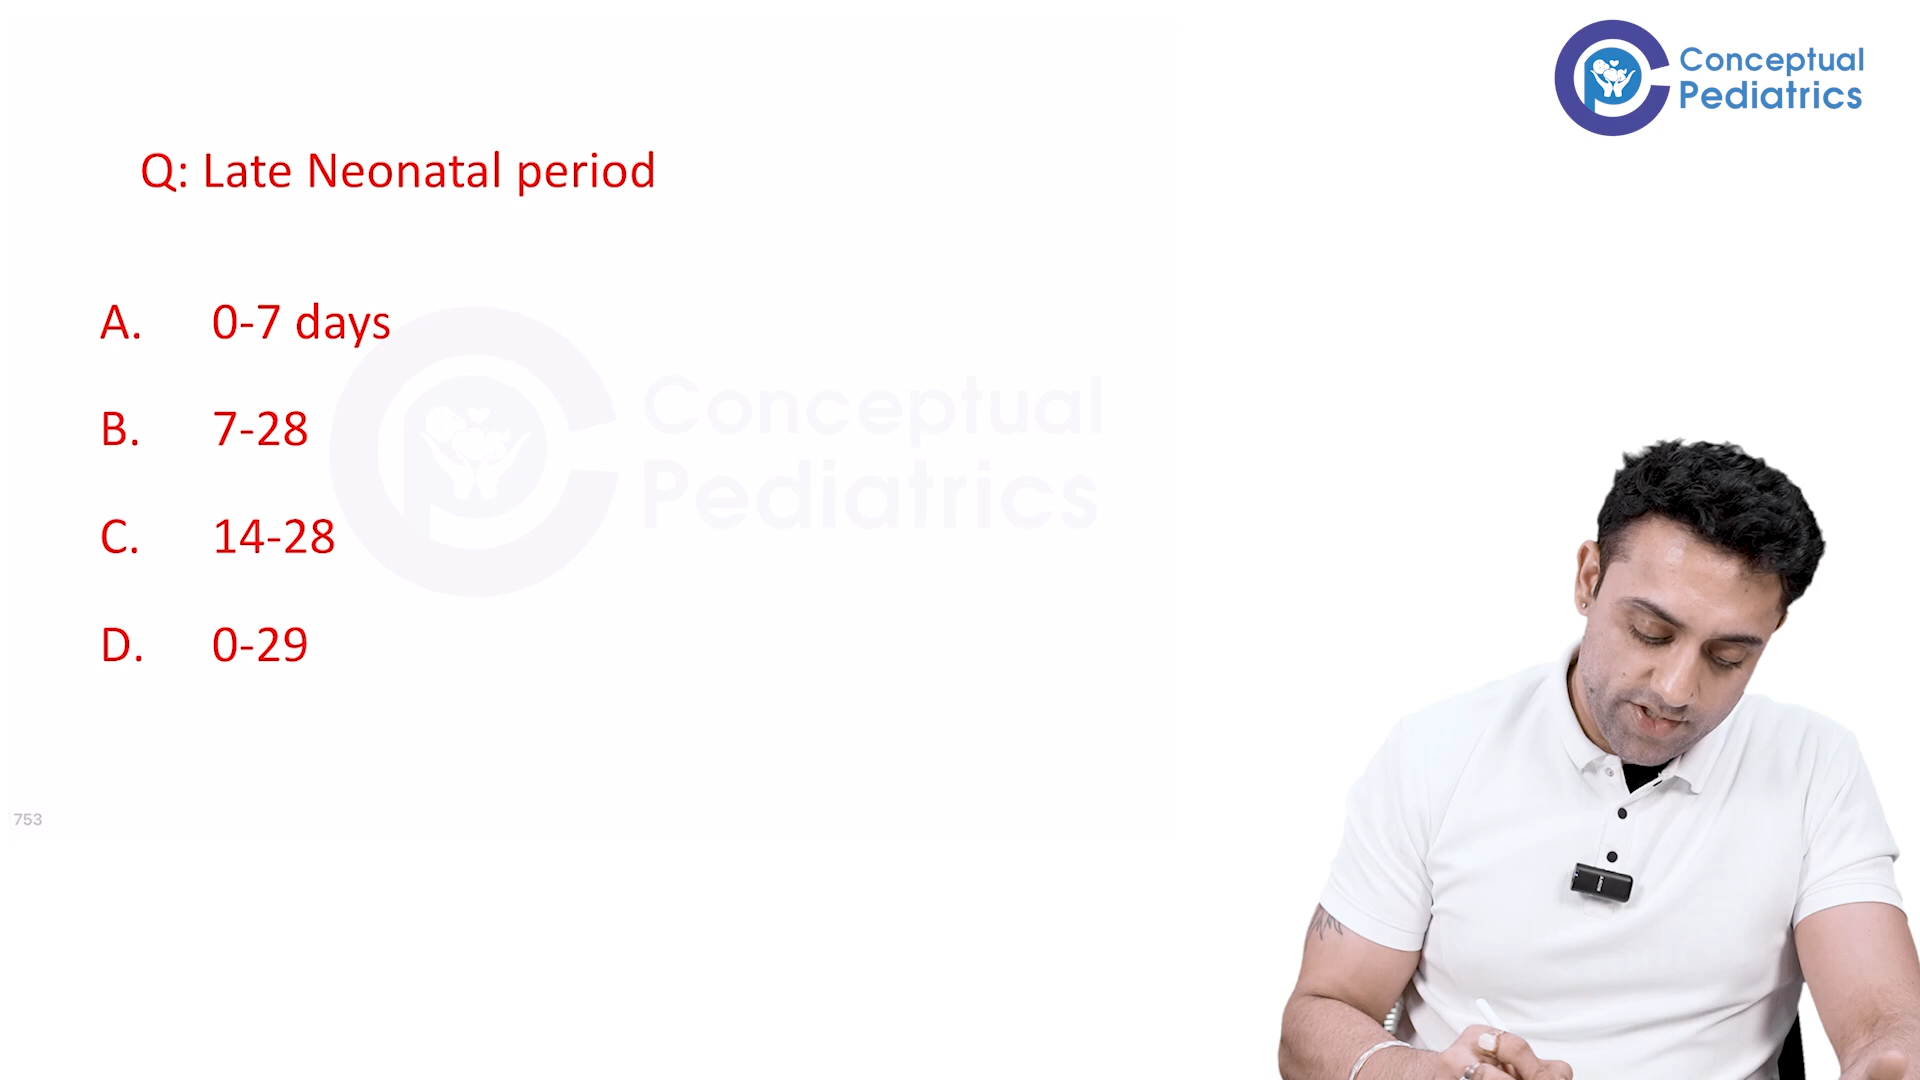 Conceptual
Pediatrics
Q: Late Neonatal period
A. 0-7 days
B. 7-28
C. 14-28
D. 0-29
Conceptual
Pediatrics
753